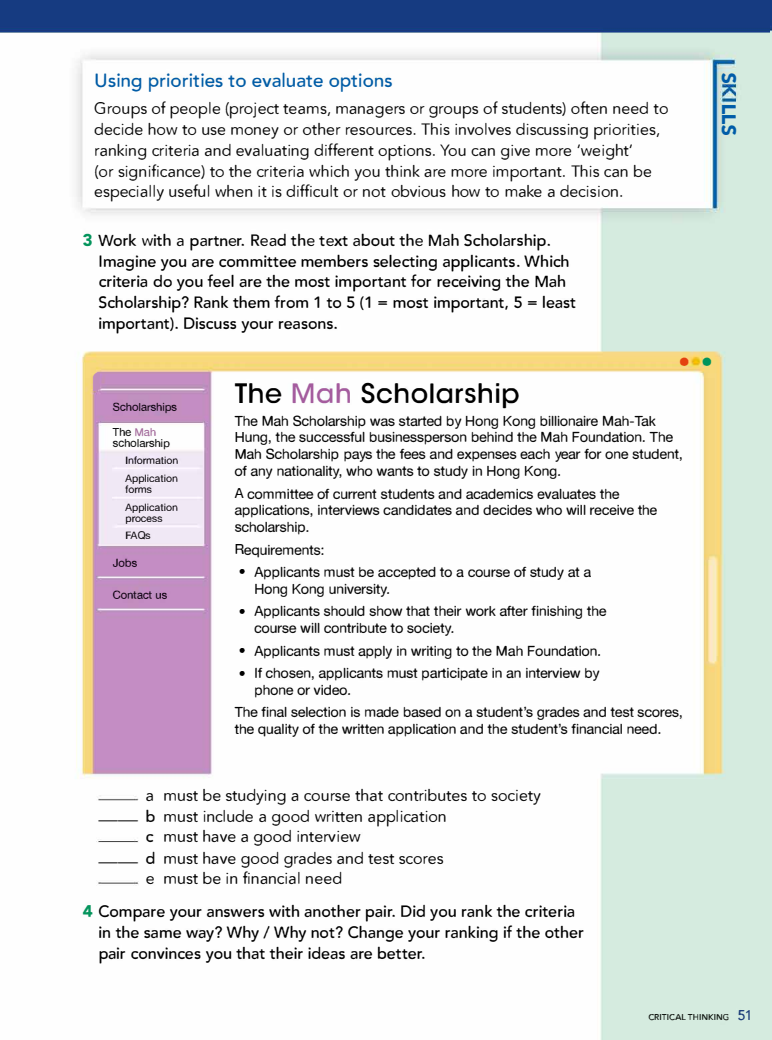 Using priorities to evaluate options
Groups of people (project teams, managers or groups of students) often need to
decide how to use money or other resources. This involves discussing priorities,
ranking criteria and evaluating different options. You can give more ‘weight’
(or significance) to the criteria which you think are more important. This can be
especially useful when it is difficult or not obvious how to make a decision.
SKILLS
3 Work with a partner. Read the text about the Mah Scholarship.
Imagine you are committee members selecting applicants. Which
criteria do you feel are the most important for receiving the Mah
Scholarship? Rank them from 1 to 5 (1 = most important, 5 = least
important). Discuss your reasons.
Scholarships
The Mah
scholarship
Information
Application
forms
Application
process
FAQs
Jobs
Contact us
The Mah Scholarship
The Mah Scholarship was started by Hong Kong billionaire Mah-Tak
Hung, the successful businessperson behind the Mah Foundation. The
Mah Scholarship pays the fees and expenses each year for one student,
of any nationality, who wants to study in Hong Kong.
A committee of current students and academics evaluates the
applications, interviews candidates and decides who will receive the
scholarship.
Requirements:
• Applicants must be accepted to a course of study at a
Hong Kong university.
• Applicants should show that their work after finishing the
course will contribute to society.
• Applicants must apply in writing to the Mah Foundation.
• If chosen, applicants must participate in an interview by
phone or video.
The final selection is made based on a student’s grades and test scores,
the quality of the written application and the student’s financial need.
_____ a must be studying a course that contributes to society
_____ b must include a good written application
_____ c must have a good interview
_____ d must have good grades and test scores
_____ e must be in financial need
4 Compare your answers with another pair. Did you rank the criteria
in the same way? Why / Why not? Change your ranking if the other
pair convinces you that their ideas are better.
CRITICAL THINKING 51